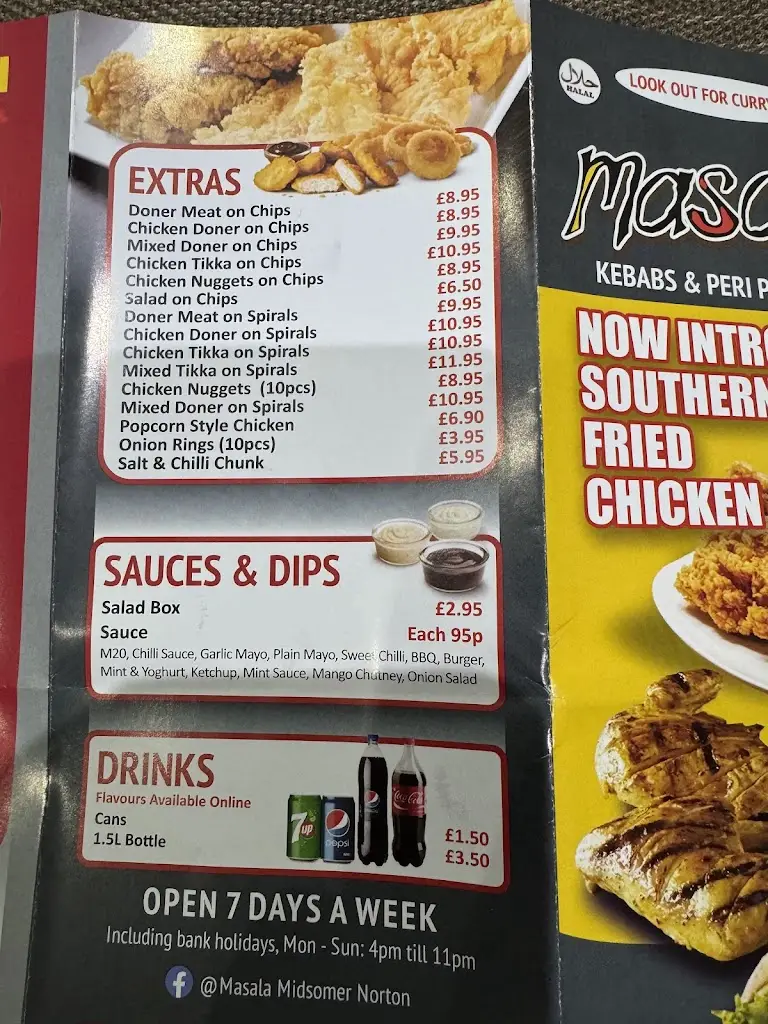 EXTRAS
Doner Meat on Chips £8.95
Chicken Doner on Chips £8.95
Mixed Doner on Chips £9.95
Chicken Tikka on Chips £10.95
Chicken Nuggets on Chips £8.95
Salad on Chips £6.50
Doner Meat on Spirals £9.95
Chicken Doner on Spirals £10.95
Chicken Tikka on Spirals £10.95
Mixed Tikka on Spirals £11.95
Chicken Nuggets (10pcs) £8.95
Mixed Doner on Spirals £10.95
Popcorn Style Chicken £6.90
Onion Rings (10pcs) £3.95
Salt & Chilli Chunk £5.95
SAUCES & DIPS
Salad Box £2.95
Sauce Each 95p
M20, Chilli Sauce, Garlic Mayo, Plain Mayo, Sweet Chilli, BBQ, Burger,
Mint & Yoghurt, Ketchup, Mint Sauce, Mango Chutney, Onion Salad
DRINKS
Flavours Available Online
Cans £1.50
1.5L Bottle £3.50
7up
pepsi
Coca-Cola
OPEN 7 DAYS A WEEK
Including bank holidays, Mon - Sun: 4pm till 11pm
@Masala Midsomer Norton
حلال
HALAL
LOOK OUT FOR CURRY
Masa
KEBABS & PERI P
NOW INTRO
SOUTHERN
FRIED
CHICKEN